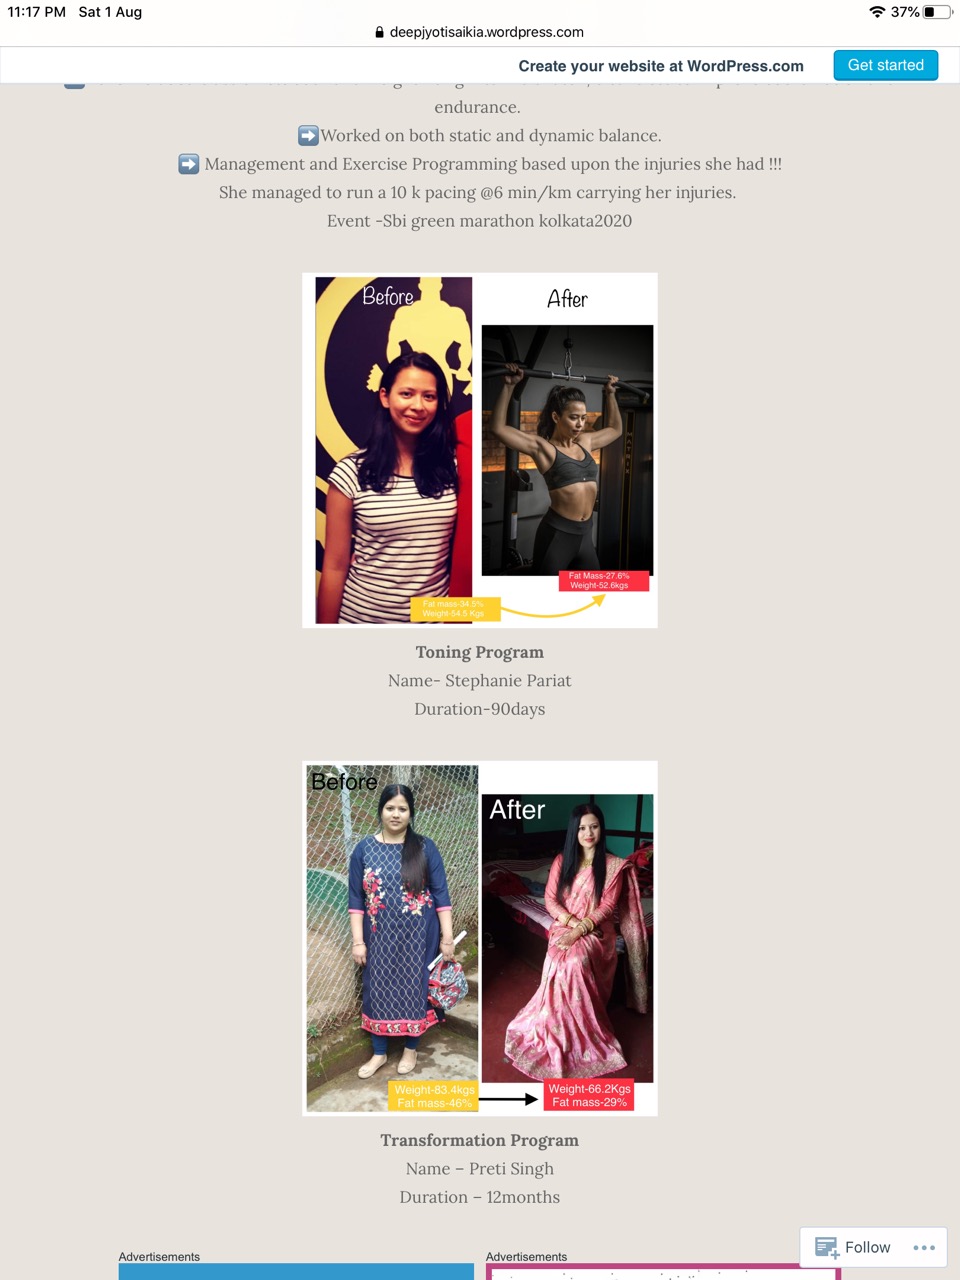 11:17 PM Sat 1 Aug
37%
deepjyotisaikia.wordpress.com
Create your website at WordPress.com
Get started
endurance.
➡️Worked on both static and dynamic balance.
➡️ Management and Exercise Programming based upon the injuries she had !!!
She managed to run a 10 k pacing @6 min/km carrying her injuries.
Event -Sbi green marathon kolkata2020
Before
After
MATRIX
Fat Mass-27.6%
Weight-52.6kgs
Fat mass-34.5%
Weight-54.5 Kgs
Toning Program
Name- Stephanie Pariat
Duration-90days
Before
After
Weight-83.4kgs
Fat mass-46%
Weight-66.2Kgs
Fat mass-29%
Transformation Program
Name – Preti Singh
Duration – 12months
Follow
Advertisements
Advertisements